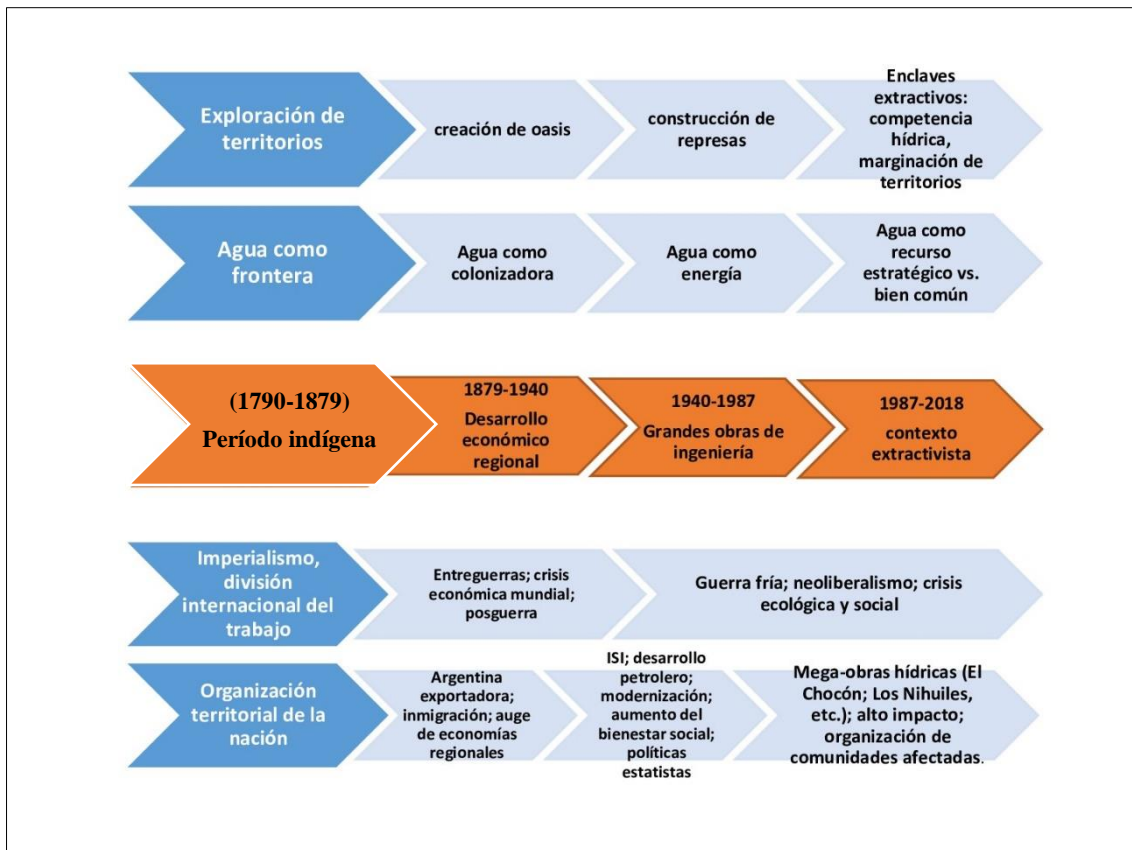 Exploración de
territorios
creación de oasis
construcción de
represas
Enclaves
extractivos:
competencia
hídrica,
marginación de
territorios
Agua como
frontera
Agua como
colonizadora
Agua como
energía
Agua como
recurso
estratégico vs.
bien común
(1790-1879)
Período indígena
1879-1940
Desarrollo
económico
regional
1940-1987
Grandes obras de
ingeniería
1987-2018
contexto
extractivista
Imperialismo,
división
internacional del
trabajo
Entreguerras; crisis
económica mundial;
posguerra
Guerra fría; neoliberalismo; crisis
ecológica y social
Organización
territorial de la
nación
Argentina
exportadora;
inmigración; auge
de economías
regionales
ISI; desarrollo
petrolero;
modernización;
aumento del
bienestar social;
políticas
estatistas
Mega-obras hídricas (El
Chocón; Los Nihuiles,
etc.); alto impacto;
organización de
comunidades afectadas.